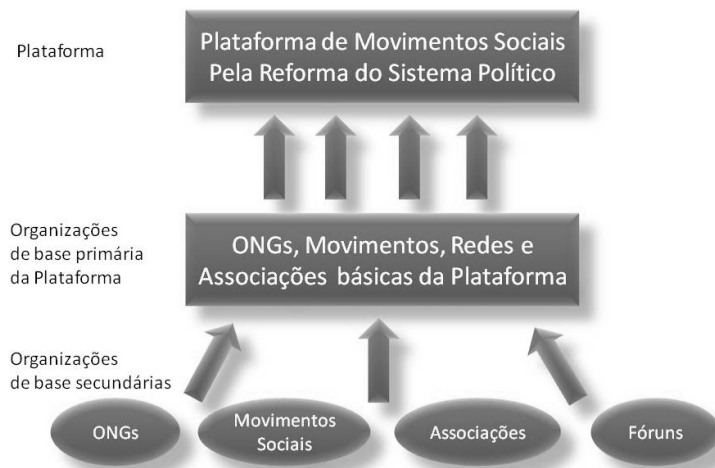 Plataforma
Plataforma de Movimentos Sociais
Pela Reforma do Sistema Político
Organizações
de base primária
da Plataforma
ONGs, Movimentos, Redes e
Associações básicas da Plataforma
Organizações
de base secundárias
ONGs
Movimentos
Sociais
Associações
Fóruns